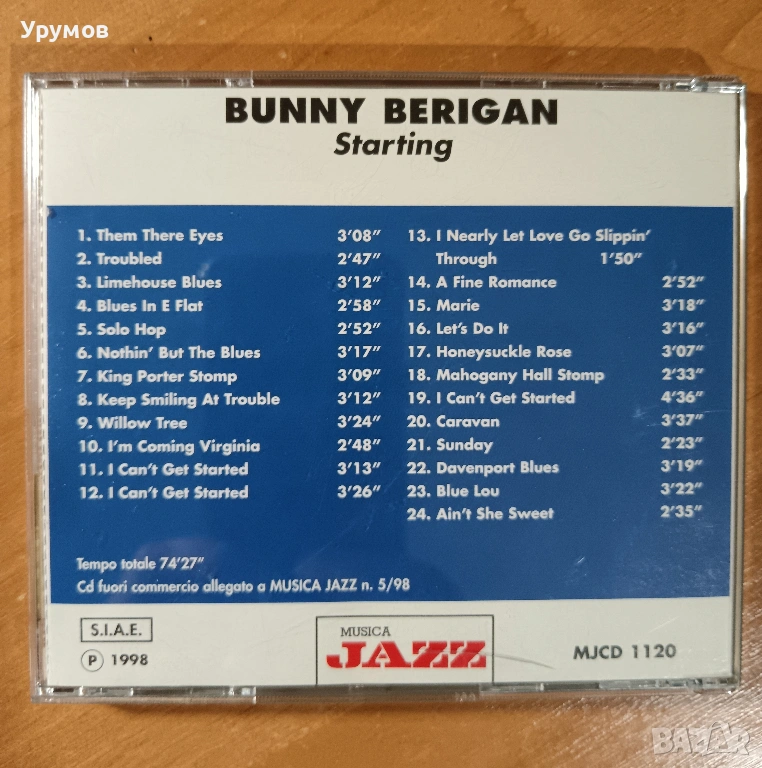 Урумов
BUNNY BERIGAN
Starting
1. Them There Eyes 3'08"
2. Troubled 2'47"
3. Limehouse Blues 3'12"
4. Blues In E Flat 2'58"
5. Solo Hop 2'52"
6. Nothin' But The Blues 3'17"
7. King Porter Stomp 3'09"
8. Keep Smiling At Trouble 3'12"
9. Willow Tree 3'24"
10. I'm Coming Virginia 2'48"
11. I Can't Get Started 3'13"
12. I Can't Get Started 3'26"
13. I Nearly Let Love Go Slippin'
Through 1'50"
14. A Fine Romance 2'52"
15. Marie 3'18"
16. Let's Do It 3'16"
17. Honeysuckle Rose 3'07"
18. Mahogany Hall Stomp 2'33"
19. I Can't Get Started 4'36"
20. Caravan 3'37"
21. Sunday 2'23"
22. Davenport Blues 3'19"
23. Blue Lou 3'22"
24. Ain't She Sweet 2'35"
Tempo totale 74'27"
Cd fuori commercio allegato a MUSICA JAZZ n. 5/98
S.I.A.E.
℗ 1998
MUSICA
JAZZ
MJCD 1120
BAZAR